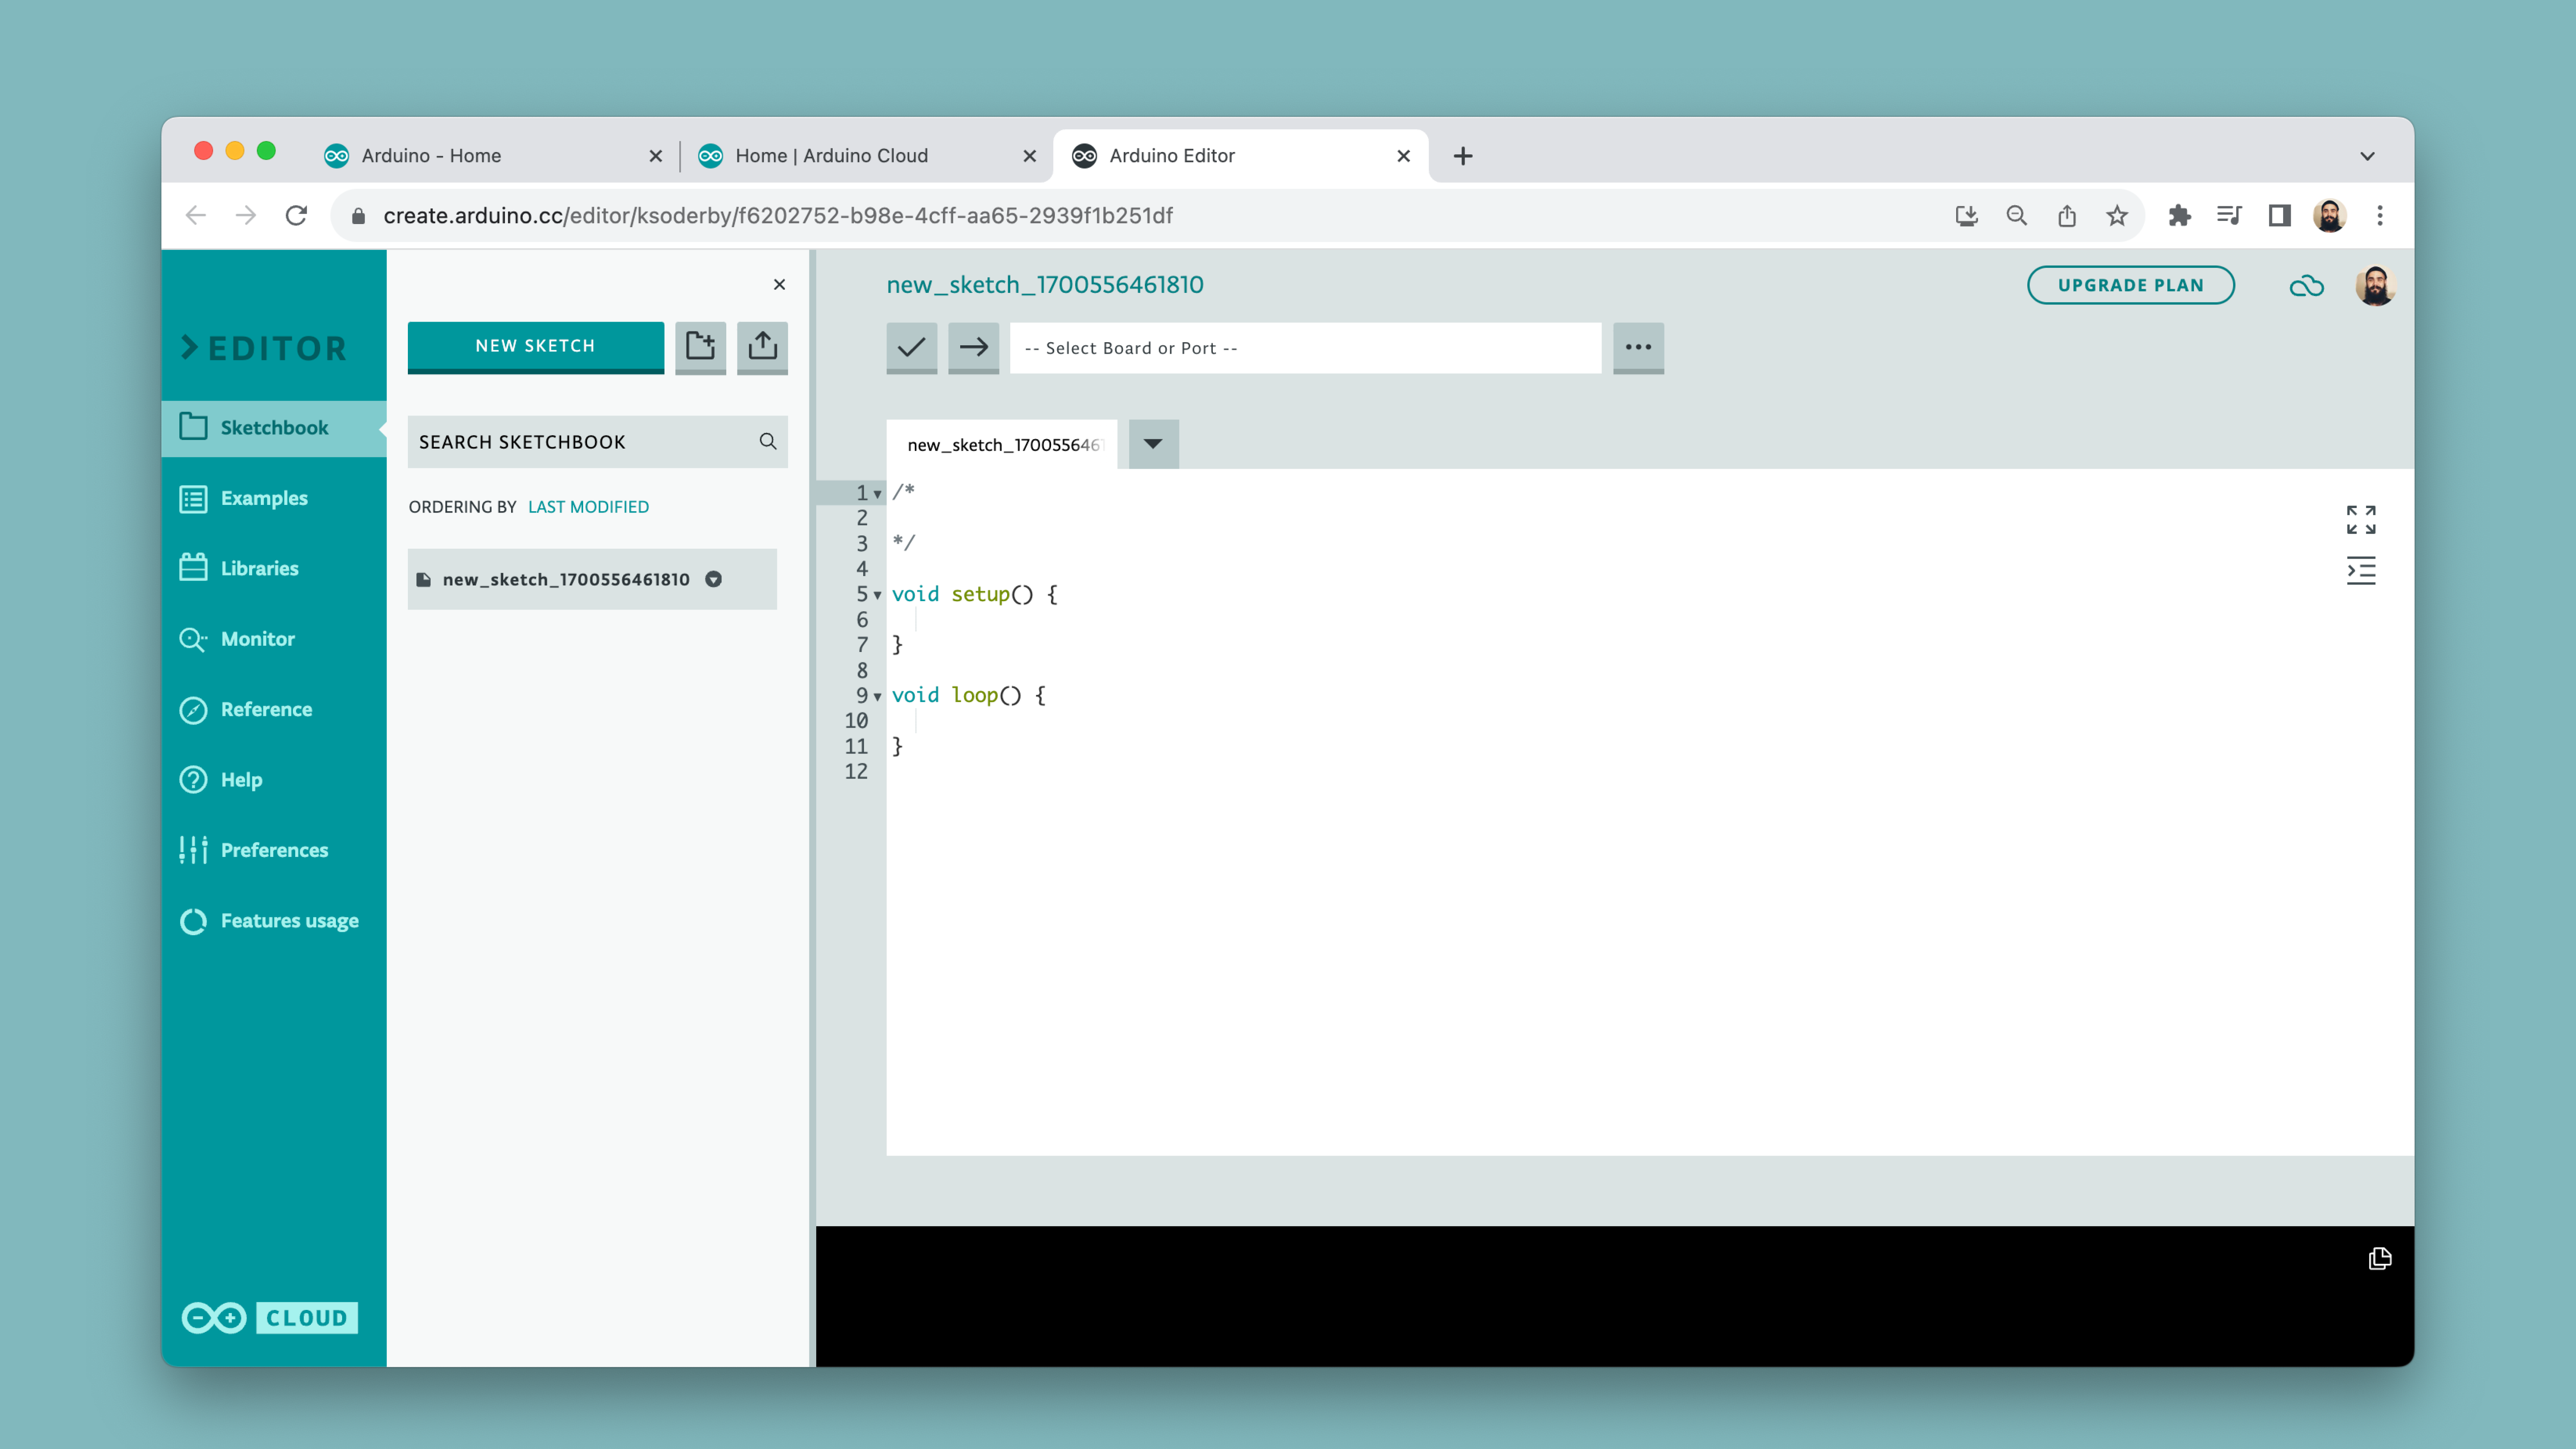 Arduino - Home
Home | Arduino Cloud
Arduino Editor
create.arduino.cc/editor/ksoderby/f6202752-b98e-4cff-aa65-2939f1b251df
EDITOR
Sketchbook
Examples
Libraries
Monitor
Reference
Help
Preferences
Features usage
CLOUD
NEW SKETCH
SEARCH SKETCHBOOK
ORDERING BY LAST MODIFIED
new_sketch_1700556461810
new_sketch_1700556461810
UPGRADE PLAN
-- Select Board or Port --
new_sketch_170055646
1 /*
2
3 */
4
5 void setup() {
6
7 }
8
9 void loop() {
10
11 }
12